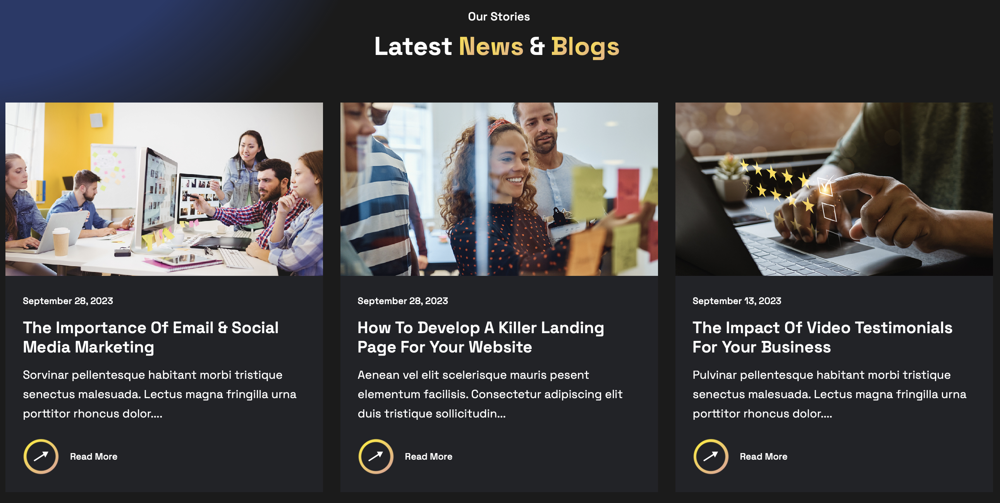 Our Stories
Latest News & Blogs
September 28, 2023
The Importance Of Email & Social
Media Marketing
Sorvinar pellentesque habitant morbi tristique
senectus malesuada. Lectus magna fringilla urna
porttitor rhoncus dolor....
Read More
September 28, 2023
How To Develop A Killer Landing
Page For Your Website
Aenean vel elit scelerisque mauris pesent
elementum facilisis. Consectetur adipiscing elit
duis tristique sollicitudin...
Read More
September 13, 2023
The Impact Of Video Testimonials
For Your Business
Pulvinar pellentesque habitant morbi tristique
senectus malesuada. Lectus magna fringilla urna
porttitor rhoncus dolor....
Read More